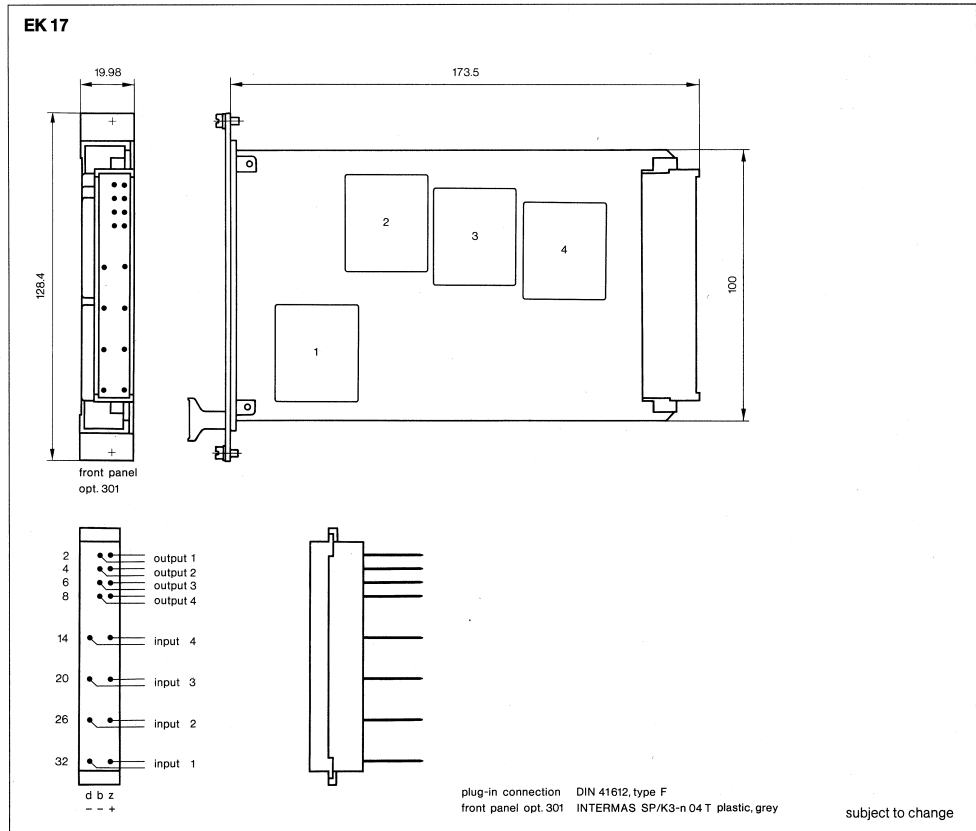 EK 17
19.98
173.5
128.4
100
2
3
4
1
front panel
opt. 301
2 output 1
4 output 2
6 output 3
8 output 4
14 input 4
20 input 3
26 input 2
32 input 1
d b z
– – +
plug-in connection DIN 41612, type F
front panel opt. 301 INTERMAS SP/K3-n 04 T plastic, grey
subject to change